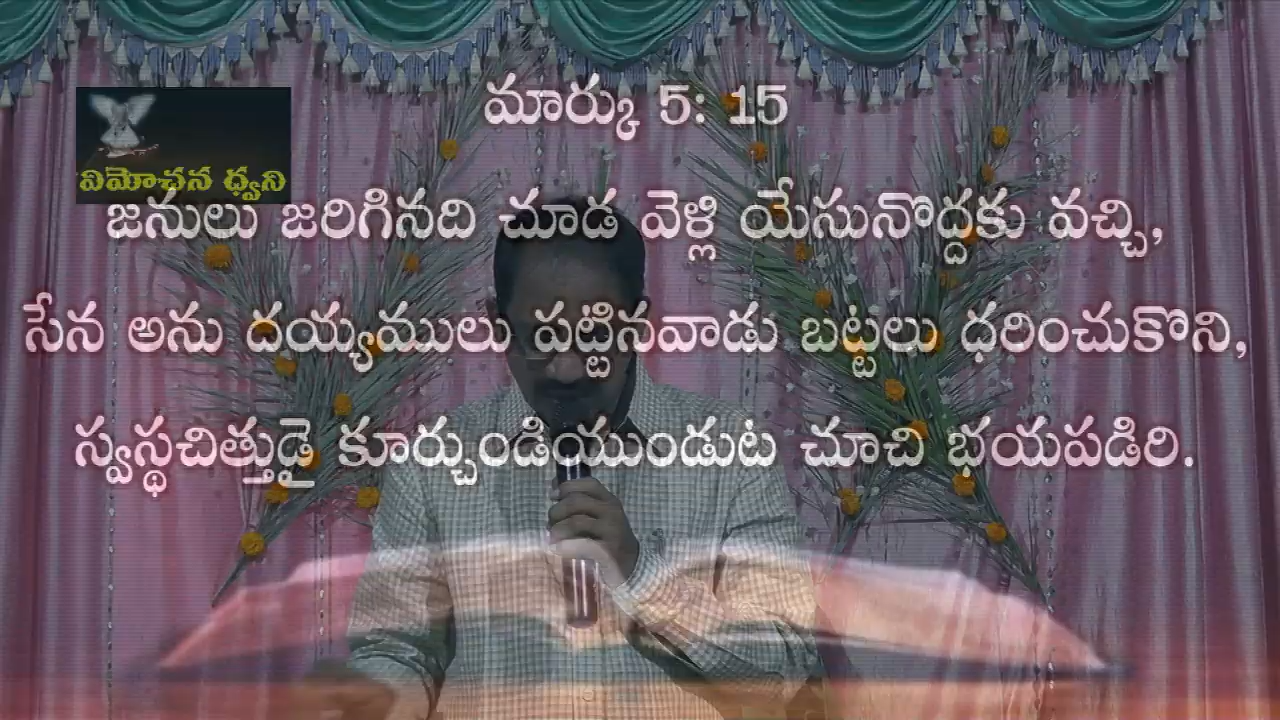 మార్కు 5: 15
విమోచన ధ్వని
జనులు జరిగినది చూడ వెళ్లి యేసునొద్దకు వచ్చి,
సేన అను దయ్యములు పట్టినవాడు బట్టలు ధరించుకొని,
స్వస్థచిత్తుడై కూర్చుండియుండుట చూచి భయపడిరి.